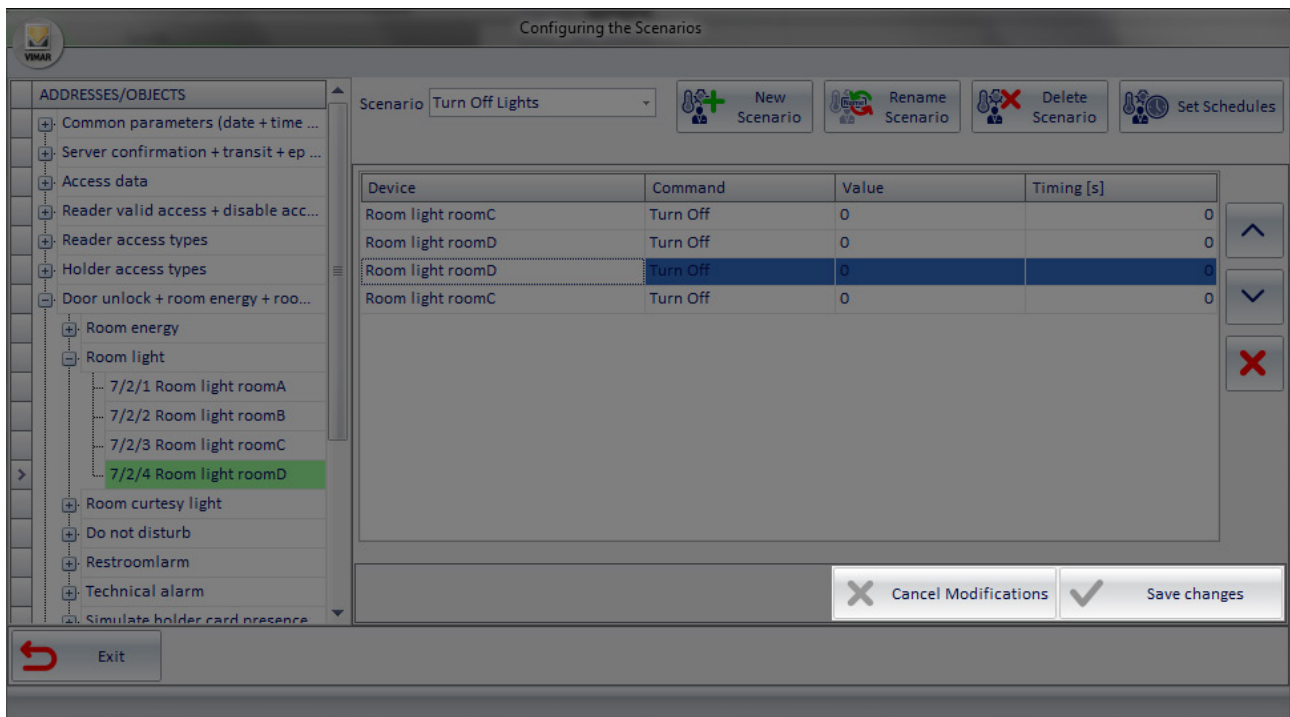 Configuring the Scenarios
VIMAR
ADDRESSES/OBJECTS
Common parameters (date + time ...
Server confirmation + transit + ep ...
Access data
Reader valid access + disable acc...
Reader access types
Holder access types
Door unlock + room energy + roo...
Room energy
Room light
7/2/1 Room light roomA
7/2/2 Room light roomB
7/2/3 Room light roomC
7/2/4 Room light roomD
Room curtesy light
Do not disturb
Restroomlarm
Technical alarm
Simulate holder card presence
Scenario Turn Off Lights
New
Scenario
Name
Rename
Scenario
Delete
Scenario
Set Schedules
Device Command Value Timing [s]
Room light roomC Turn Off 0 0
Room light roomD Turn Off 0 0
Room light roomD Turn Off 0 0
Room light roomC Turn Off 0 0
Cancel Modifications Save changes
Exit